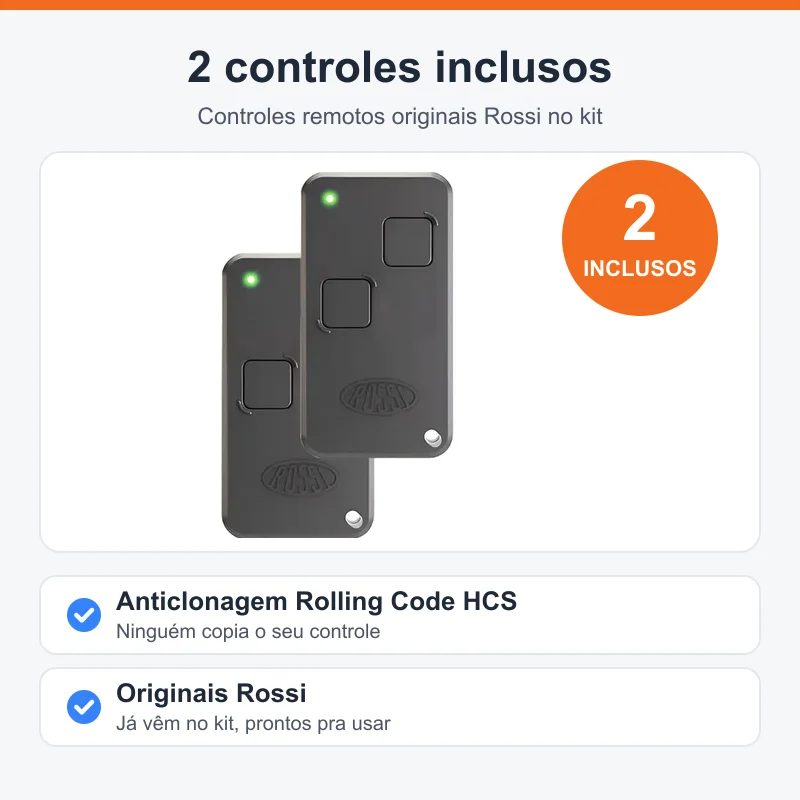 2 controles inclusos
Controles remotos originais Rossi no kit
2
INCLUSOS
ROSSI
ROSSI
Anticlonagem Rolling Code HCS
Ninguém copia o seu controle
Originais Rossi
Já vêm no kit, prontos pra usar